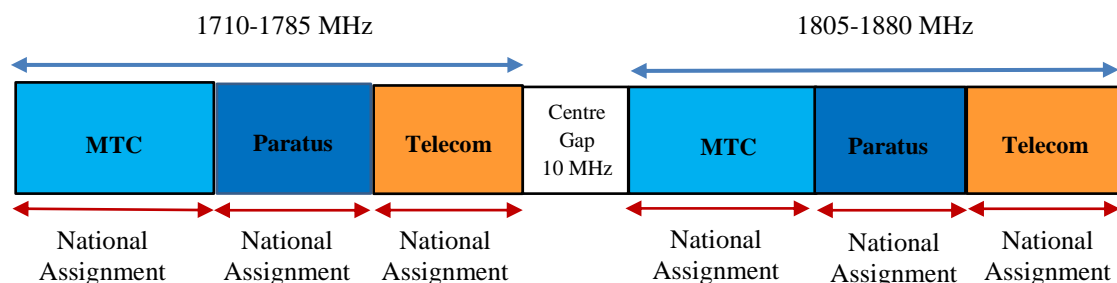 1710-1785 MHz
1805-1880 MHz
MTC
Paratus
Telecom
Centre
Gap
10 MHz
MTC
Paratus
Telecom
National
Assignment
National
Assignment
National
Assignment
National
Assignment
National
Assignment
National
Assignment